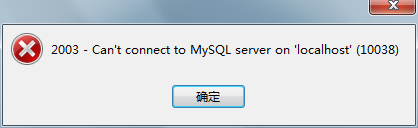 2003 - Can't connect to MySQL server on 'localhost' (10038)
确定